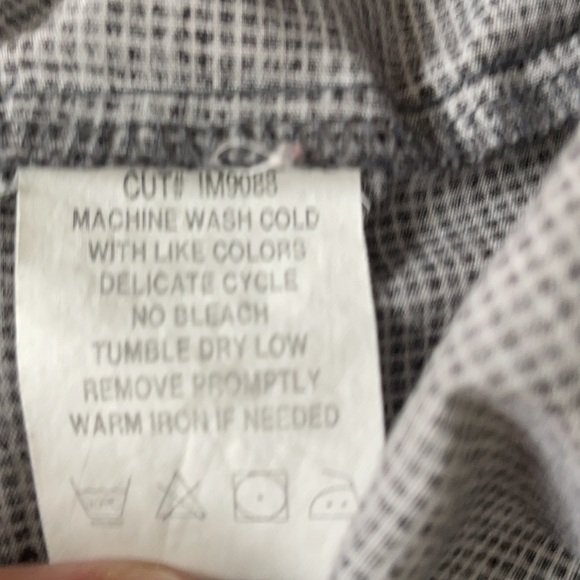 CUT# IM9088
MACHINE WASH COLD
WITH LIKE COLORS
DELICATE CYCLE
NO BLEACH
TUMBLE DRY LOW
REMOVE PROMPTLY
WARM IRON IF NEEDED